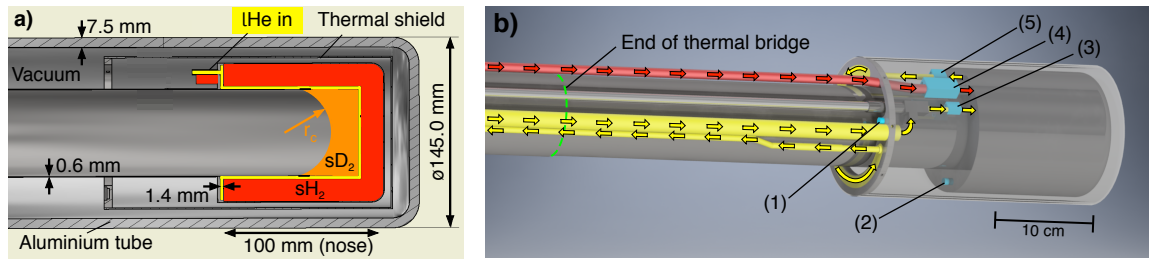 a)
7.5 mm
lHe in
Thermal shield
Vacuum
ø145.0 mm
r_c
0.6 mm
sD₂
1.4 mm
sH₂
Aluminium tube
100 mm (nose)
b)
End of thermal bridge
(5)
(4)
(3)
(1)
(2)
10 cm